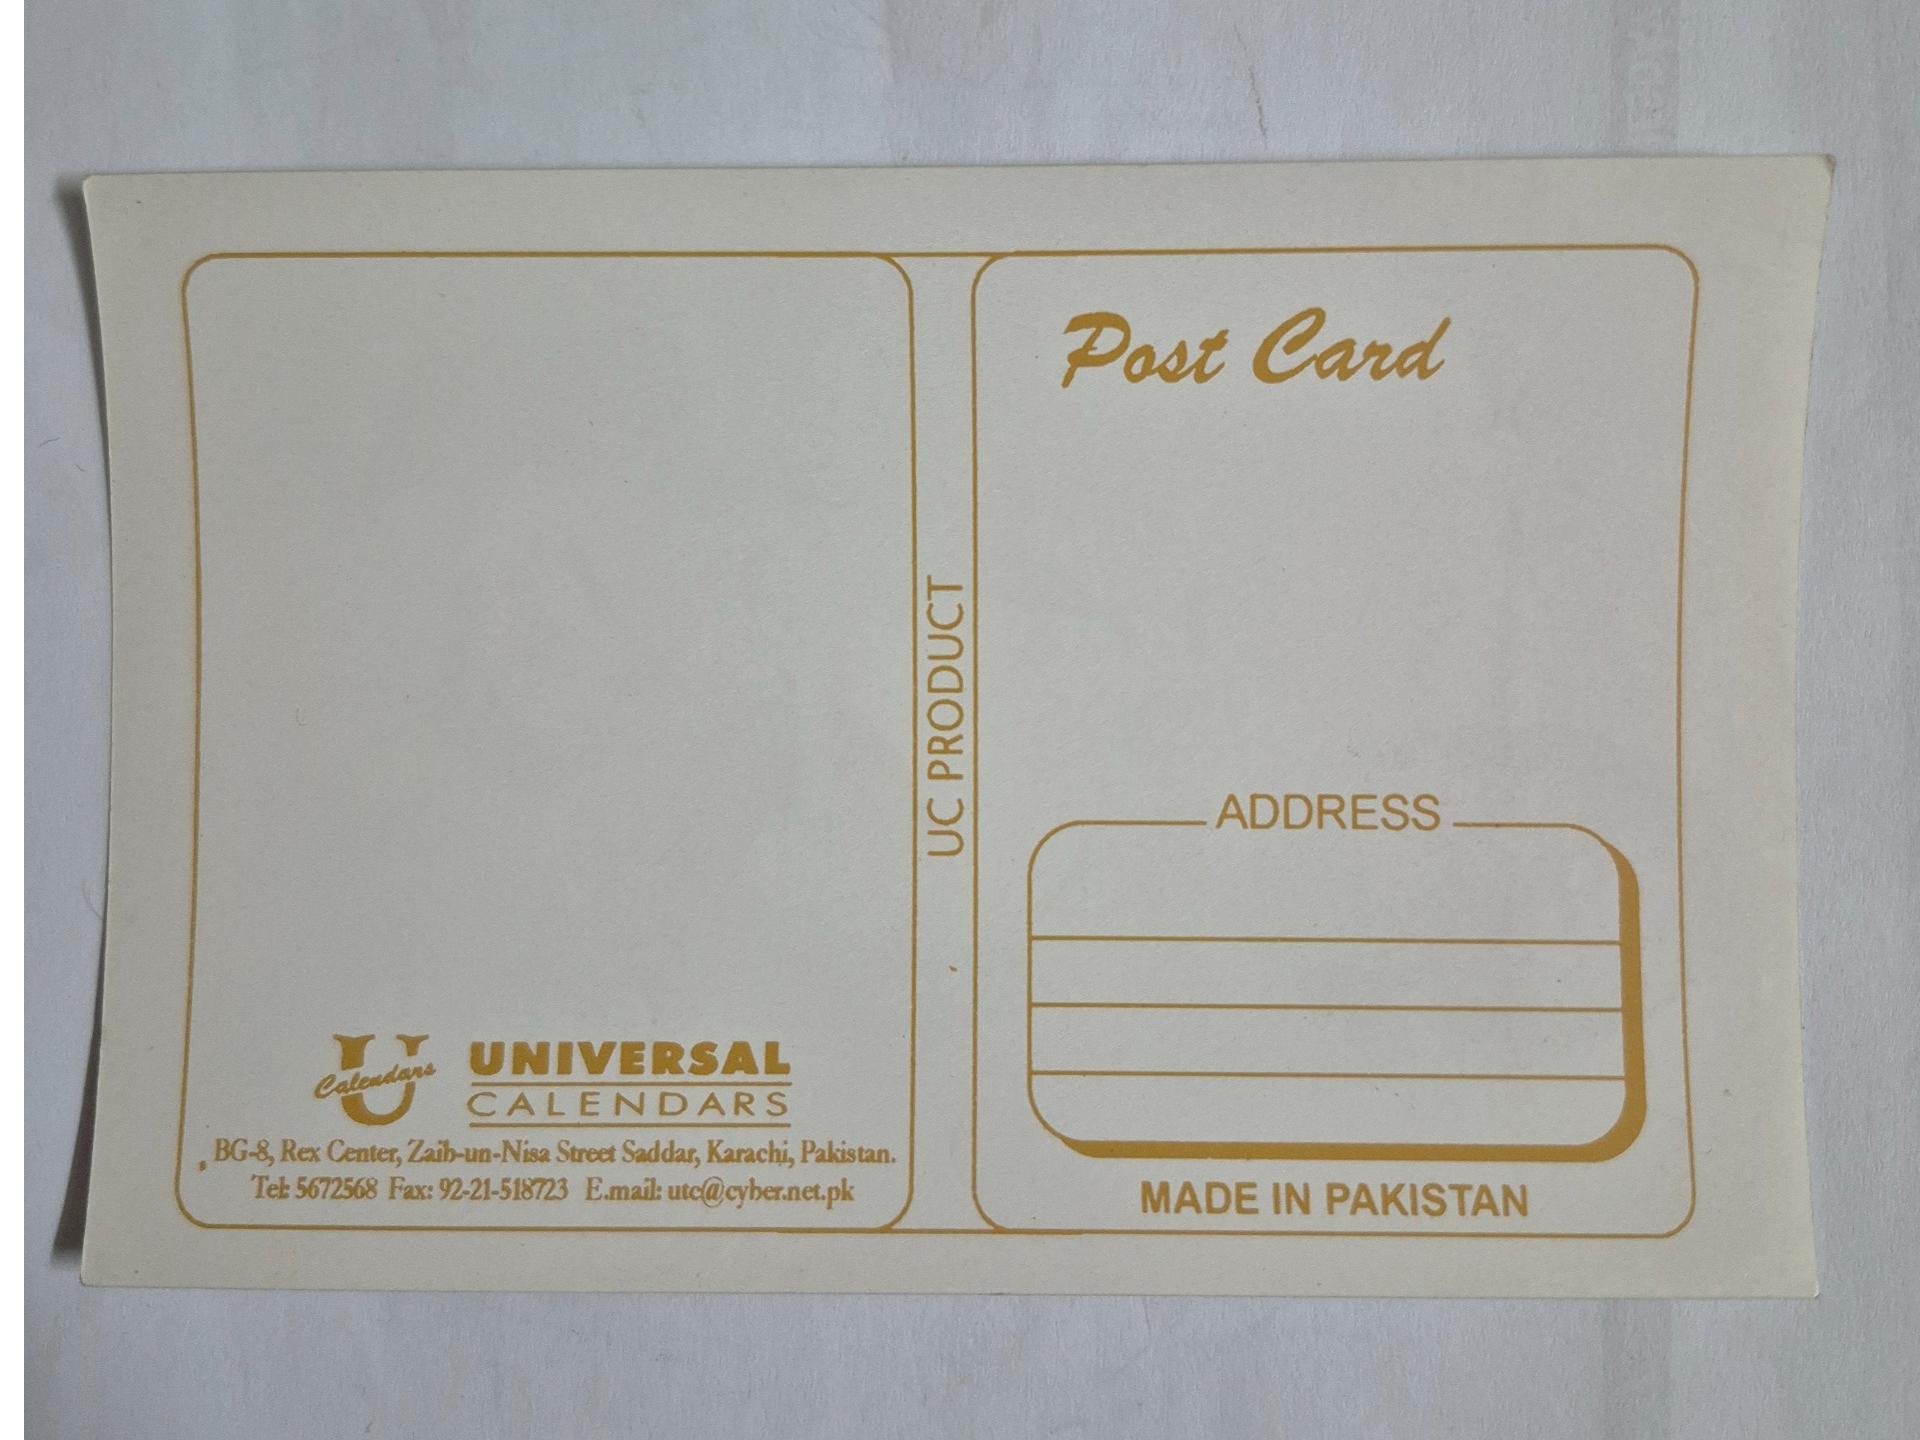 Post Card
UC PRODUCT
ADDRESS
Calendars U
UNIVERSAL
CALENDARS
BG-8, Rex Center, Zaib-un-Nisa Street Saddar, Karachi, Pakistan.
Tel: 5672568 Fax: 92-21-518723 E.mail: utc@cyber.net.pk
MADE IN PAKISTAN